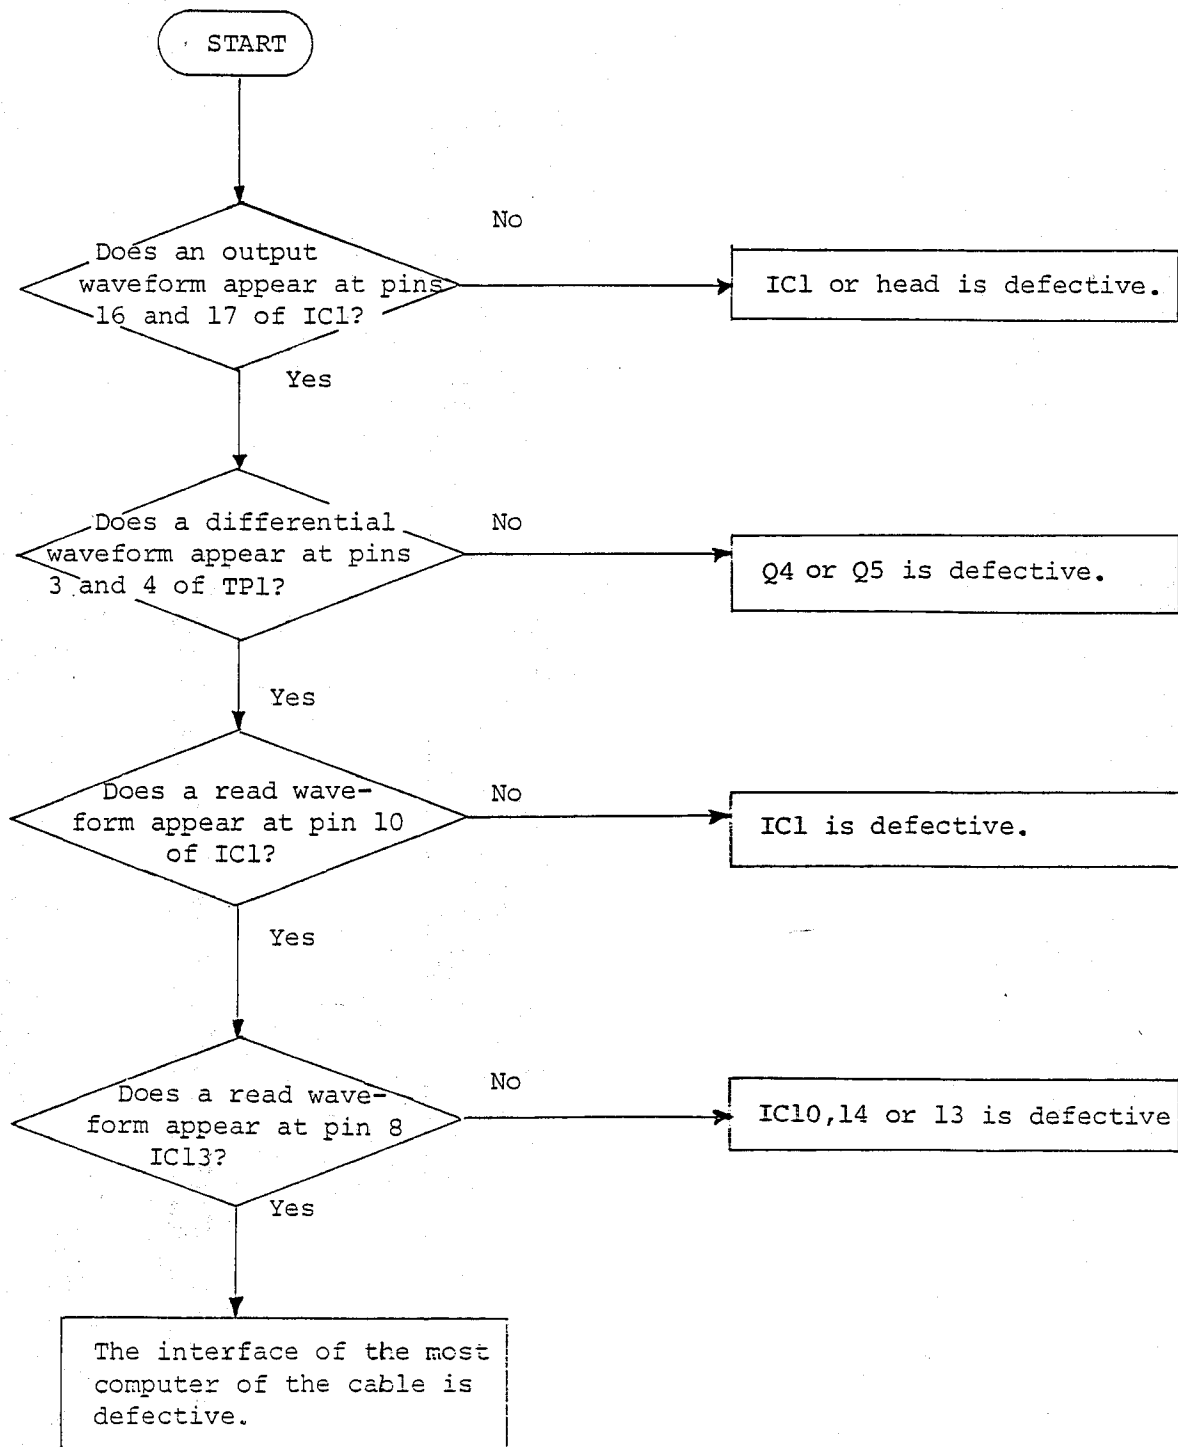 START
No
Does an output
waveform appear at pins
16 and 17 of IC1?
IC1 or head is defective.
Yes
Does a differential
waveform appear at pins
3 and 4 of TP1?
No
Q4 or Q5 is defective.
Yes
Does a read wave-
form appear at pin 10
of IC1?
No
IC1 is defective.
Yes
Does a read wave-
form appear at pin 8
IC13?
No
IC10,14 or 13 is defective
Yes
The interface of the most
computer of the cable is
defective.